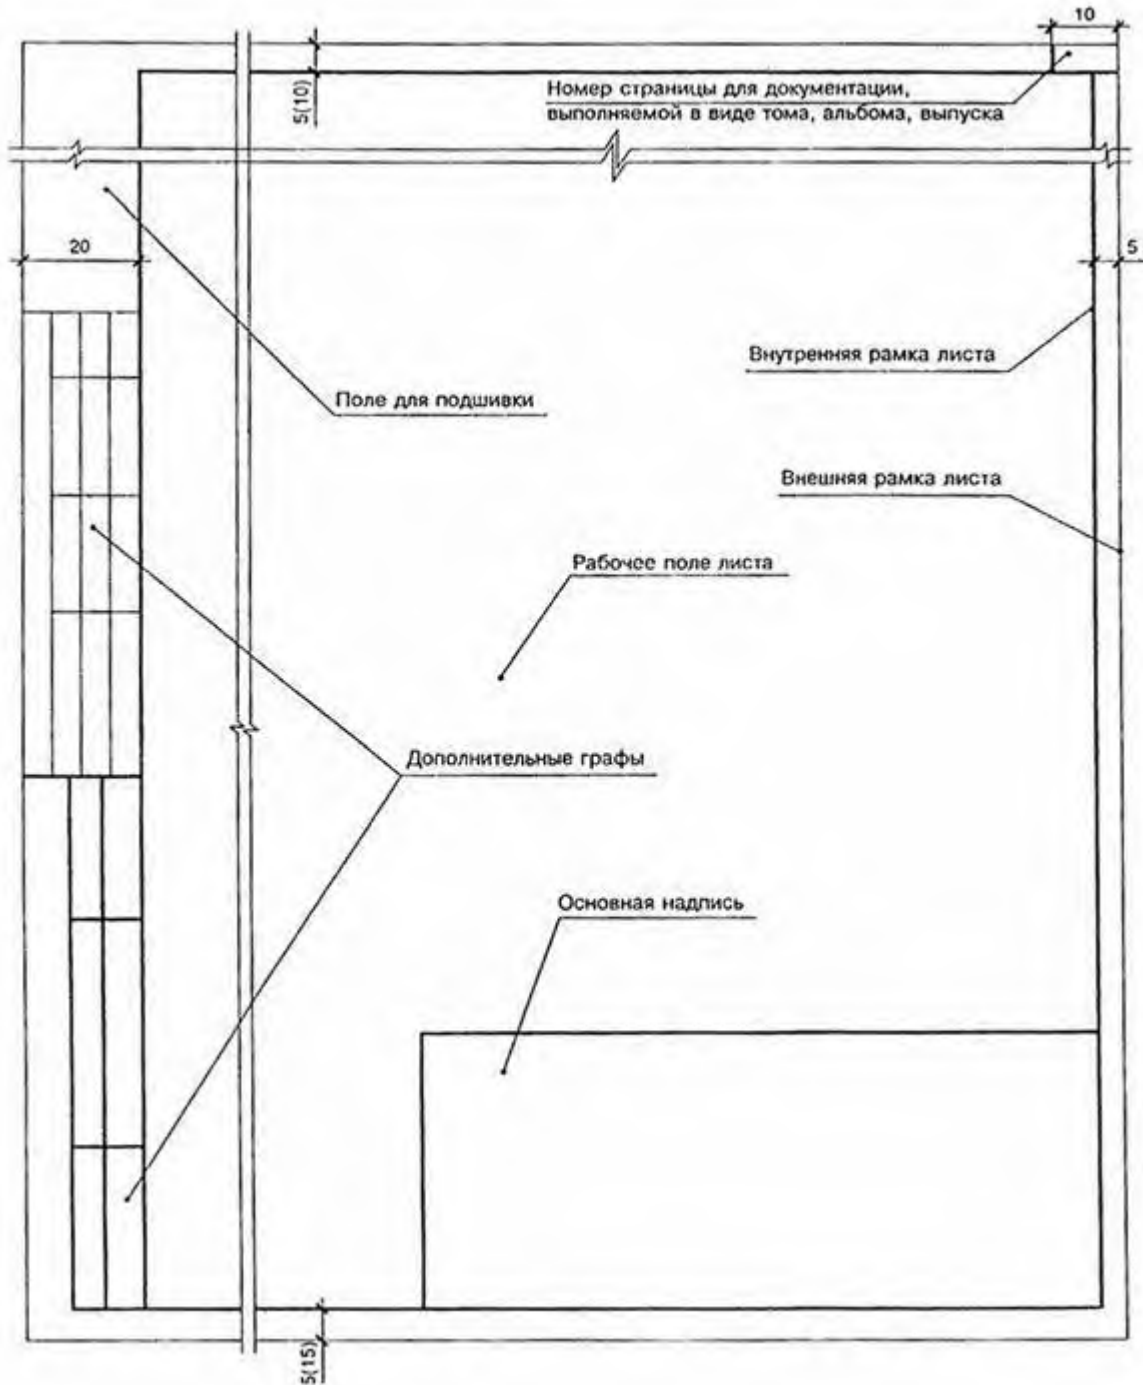 10
5(10)
Номер страницы для документации,
выполняемой в виде тома, альбома, выпуска
20
5
Внутренняя рамка листа
Поле для подшивки
Внешняя рамка листа
Рабочее поле листа
Дополнительные графы
Основная надпись
5(15)